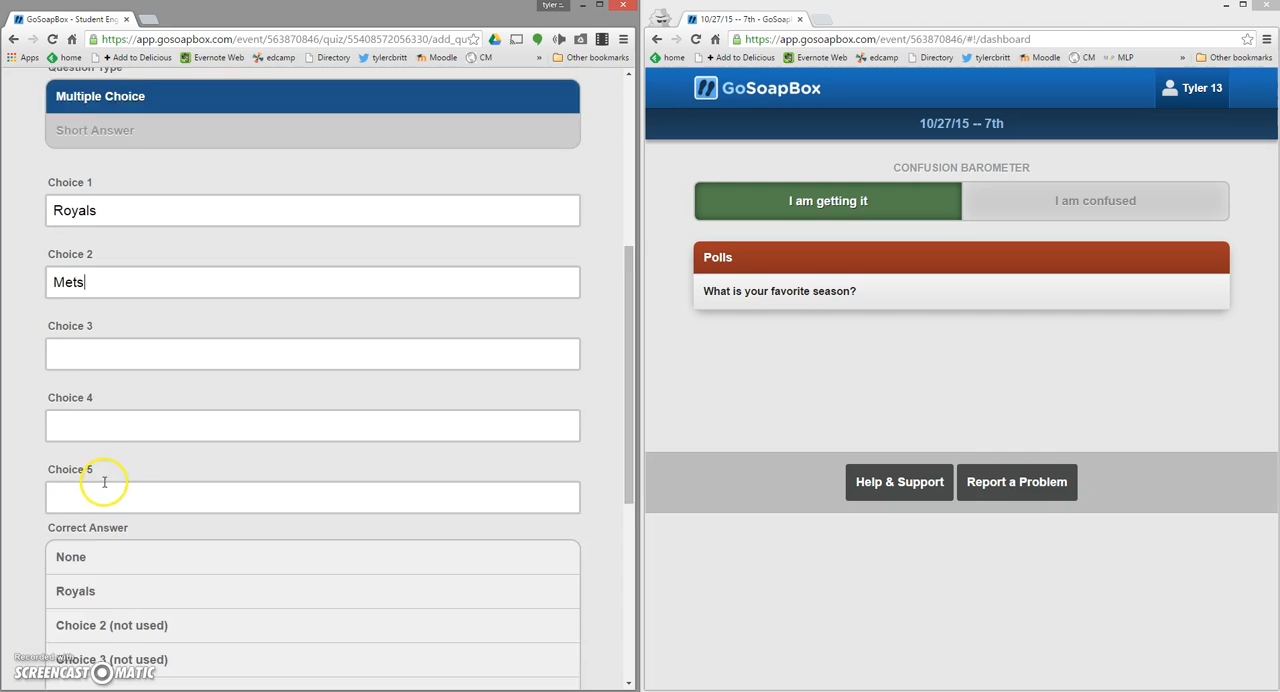 GoSoapBox - Student Eng
tyler
https://app.gosoapbox.com/event/563870846/quiz/55408572056330/add_qu
Apps
home
+ Add to Delicious
Evernote Web
edcamp
Directory
tylercbritt
Moodle
CM
»
Other bookmarks
Question Type
Multiple Choice
Short Answer
Choice 1
Royals
Choice 2
Mets
Choice 3
Choice 4
Choice 5
Correct Answer
None
Royals
Choice 2 (not used)
Choice 3 (not used)
Recorded with
SCREENCAST MATIC
10/27/15 -- 7th - GoSoap
https://app.gosoapbox.com/event/563870846/#!/dashboard
home
+ Add to Delicious
Evernote Web
edcamp
Directory
tylercbritt
Moodle
CM
MLP
»
Other bookmarks
GoSoapBox
Tyler 13
10/27/15 -- 7th
CONFUSION BAROMETER
I am getting it
I am confused
Polls
What is your favorite season?
Help & Support
Report a Problem